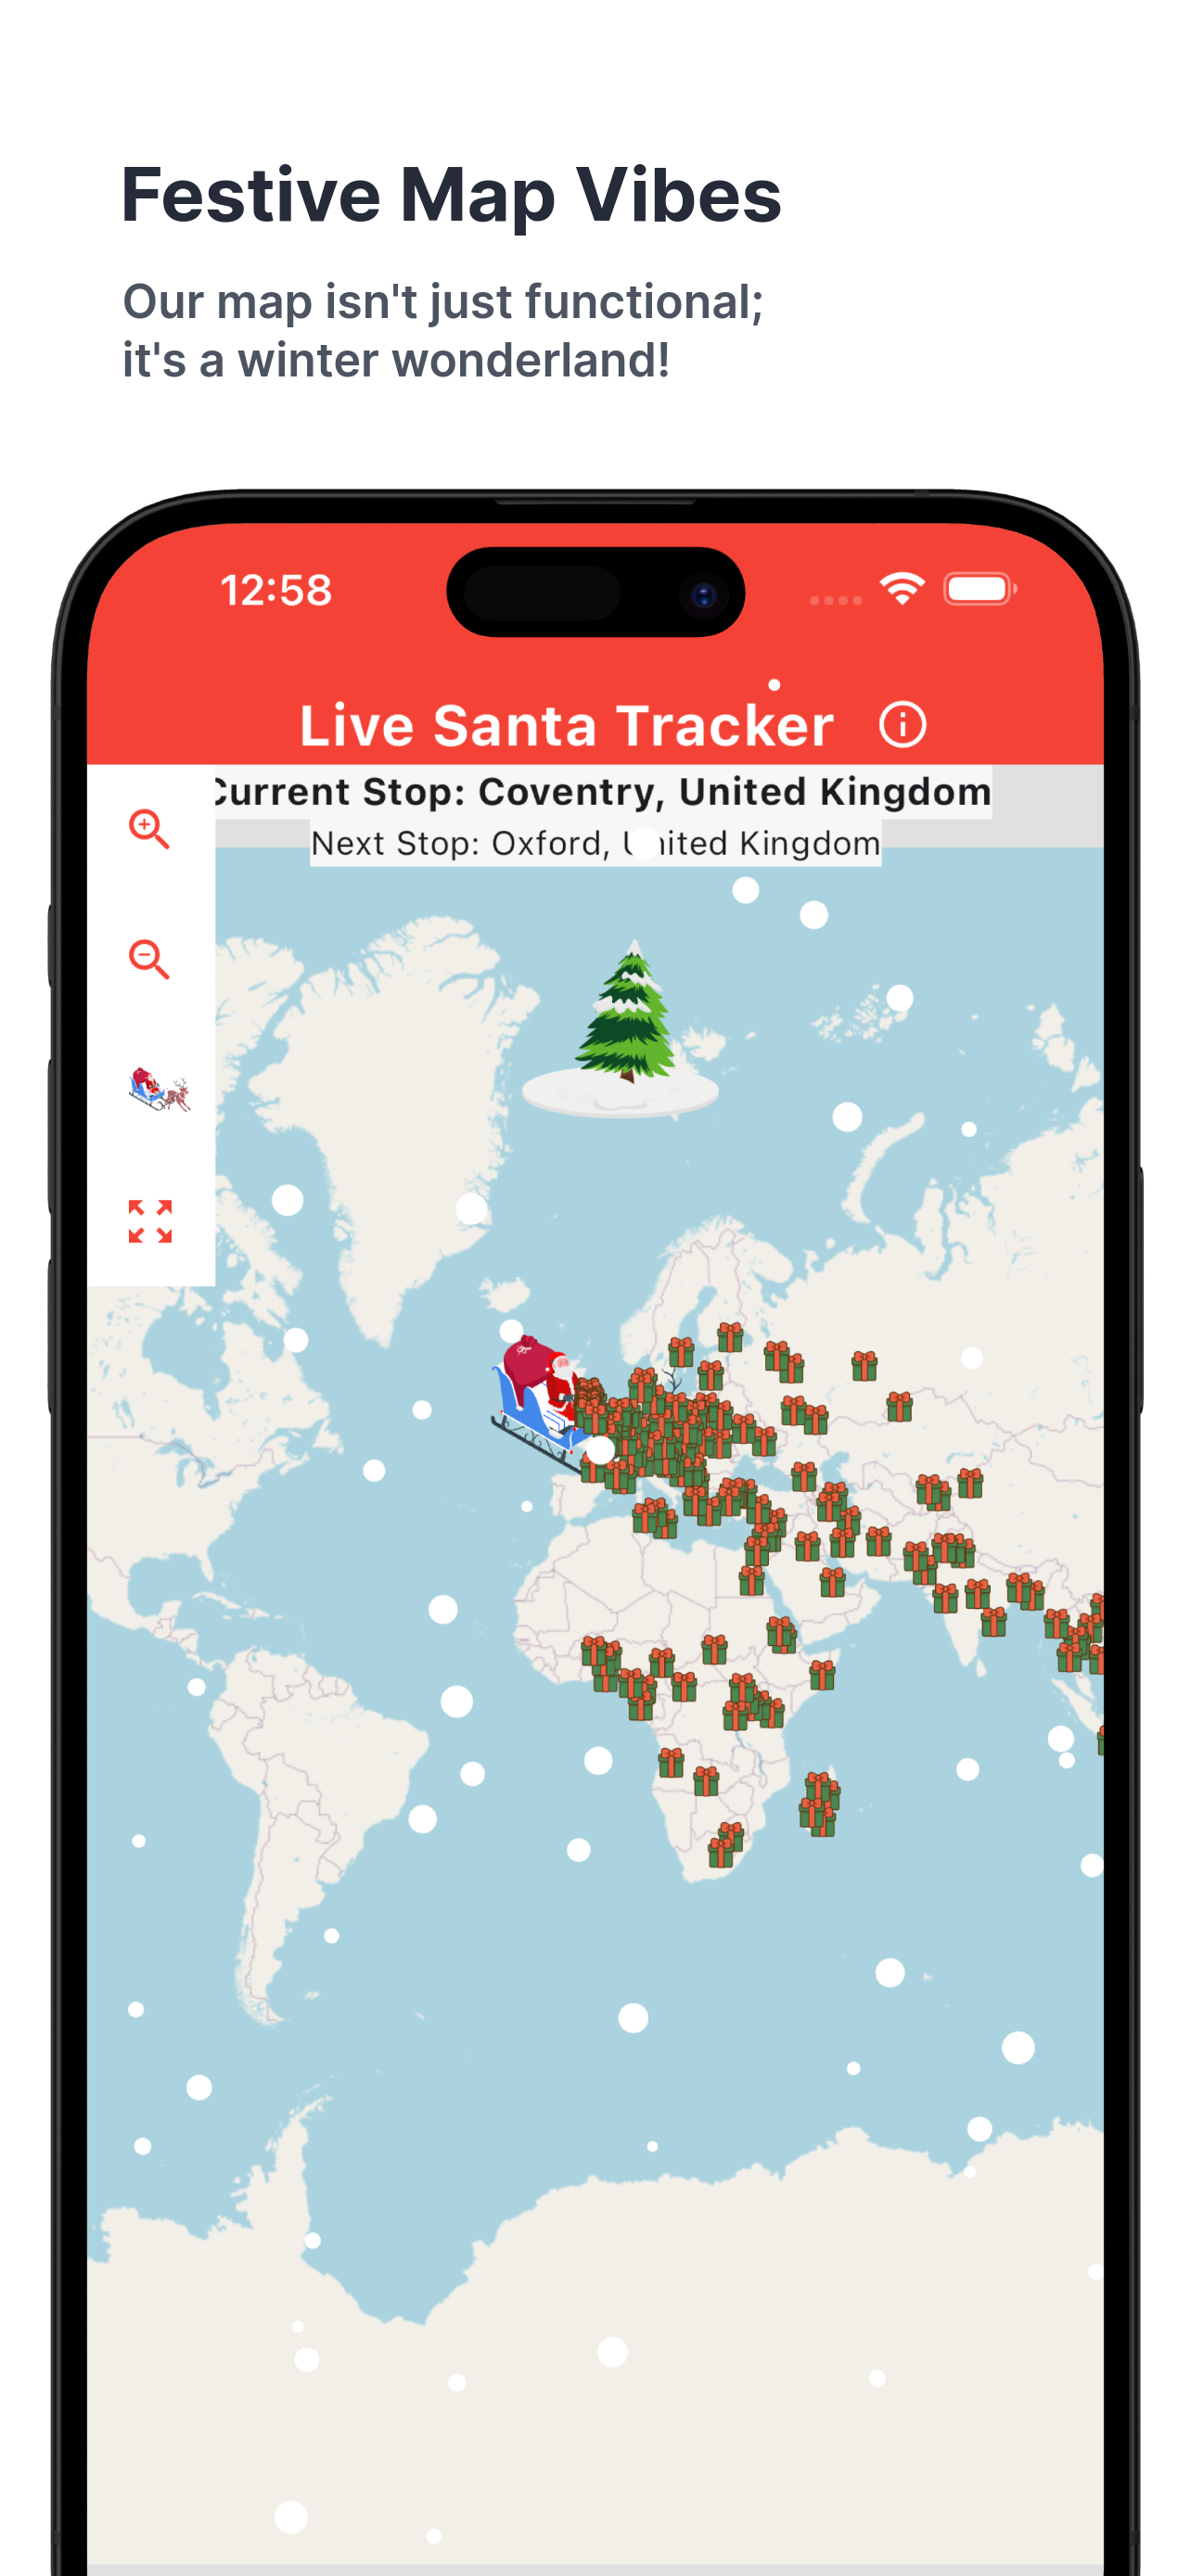 Festive Map Vibes
Our map isn't just functional;
it's a winter wonderland!
12:58
Live Santa Tracker
Current Stop: Coventry, United Kingdom
Next Stop: Oxford, United Kingdom